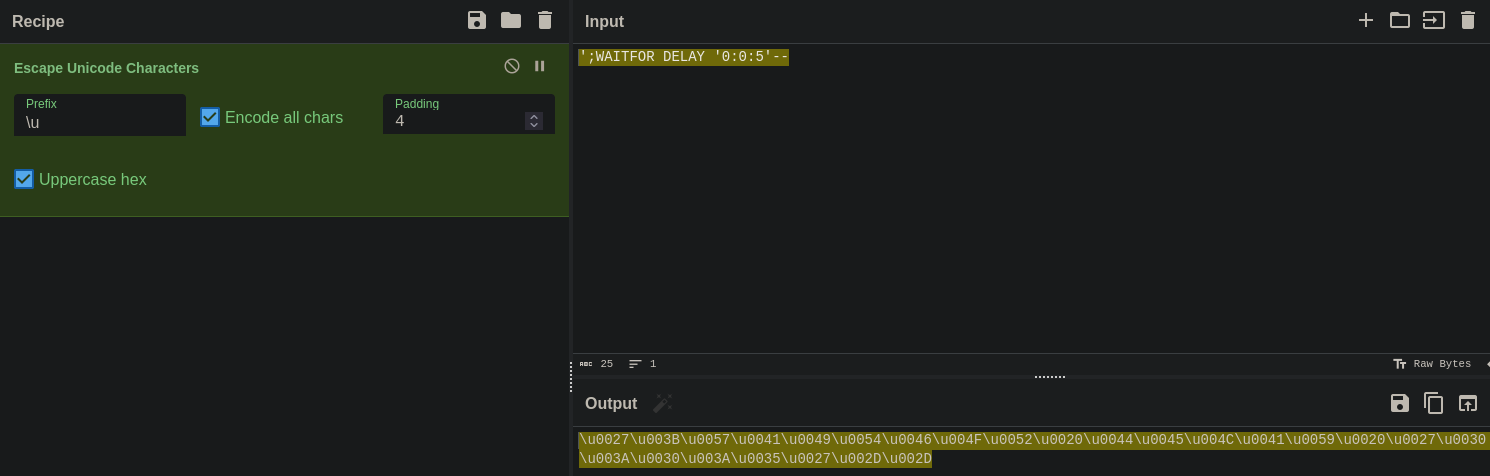 Recipe
Escape Unicode Characters
Prefix
\u
Encode all chars
Padding
4
Uppercase hex
Input
';WAITFOR DELAY '0:0:5'--
ABC 25 1 Raw Bytes
Output
\u0027\u003B\u0057\u0041\u0049\u0054\u0046\u004F\u0052\u0020\u0044\u0045\u004C\u0041\u0059\u0020\u0027\u0030
\u003A\u0030\u003A\u0035\u0027\u002D\u002D